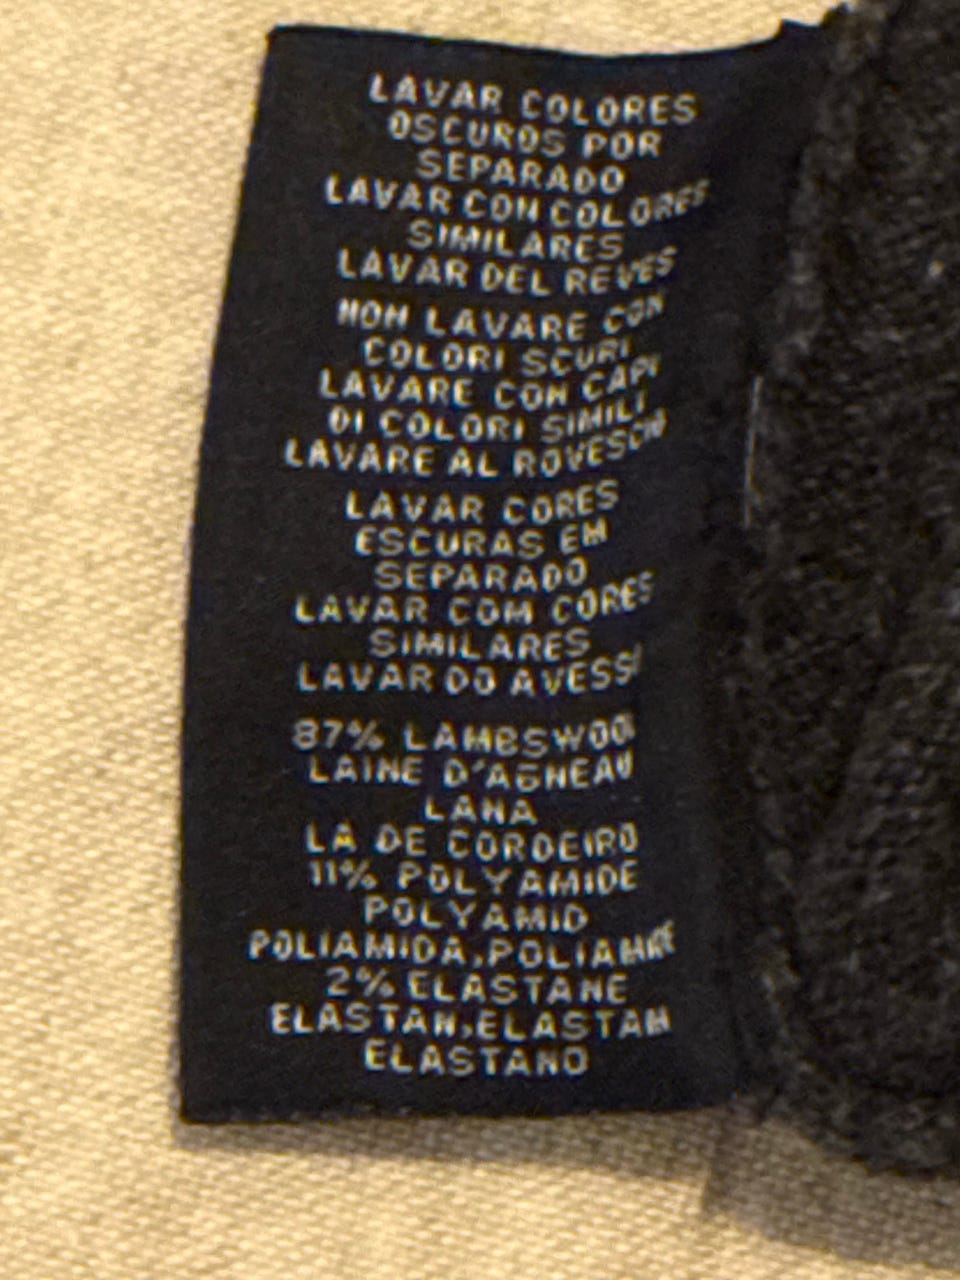 LAVAR COLORES
OSCUROS POR
SEPARADO
LAVAR CON COLORES
SIMILARES
LAVAR DEL REVES
NON LAVARE CON
COLORI SCURI
LAVARE CON CAPI
DI COLORI SIMILI
LAVARE AL ROVESCIO
LAVAR CORES
ESCURAS EM
SEPARADO
LAVAR COM CORES
SIMILARES
LAVAR DO AVESSO
87% LAMBSWOOL
LAINE D'AGNEAU
LANA
LA DE CORDEIRO
11% POLYAMIDE
POLYAMID
POLIAMIDA,POLIAMIDE
2% ELASTANE
ELASTAN,ELASTAN
ELASTANO